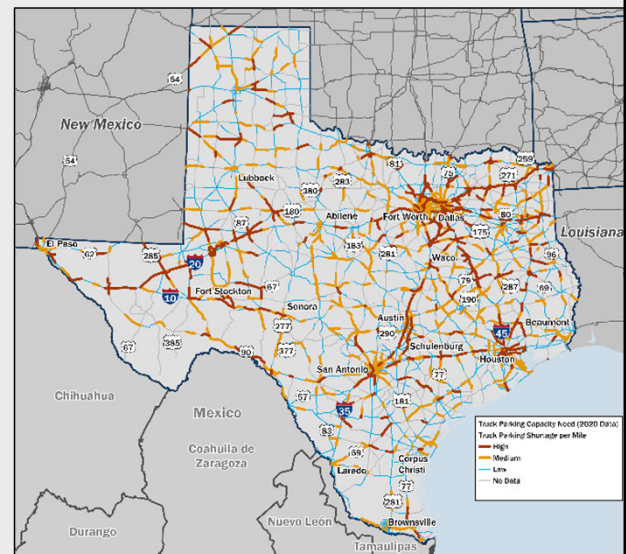 54
New Mexico
54
Lubbock
380
283
81
75
271
259
87
180
Abilene
Fort Worth
Dallas
80
Louisiana
El Paso
62
285
20
183
281
175
Waco
96
10
Fort Stockton
67
Sonora
79
190
287
69
277
Austin
290
45
Beaumont
67
385
90
377
Schulenburg
Houston
San Antonio
77
Chihuahua
57
35
181
Mexico
83
Coahuila de
Zaragoza
59
Laredo
Corpus
Christi
77
281
Durango
Nuevo León
Brownsville
Tamaulipas
Truck Parking Capacity Need (2020 Data)
Truck Parking Shortage per Mile
High
Medium
Low
No Data